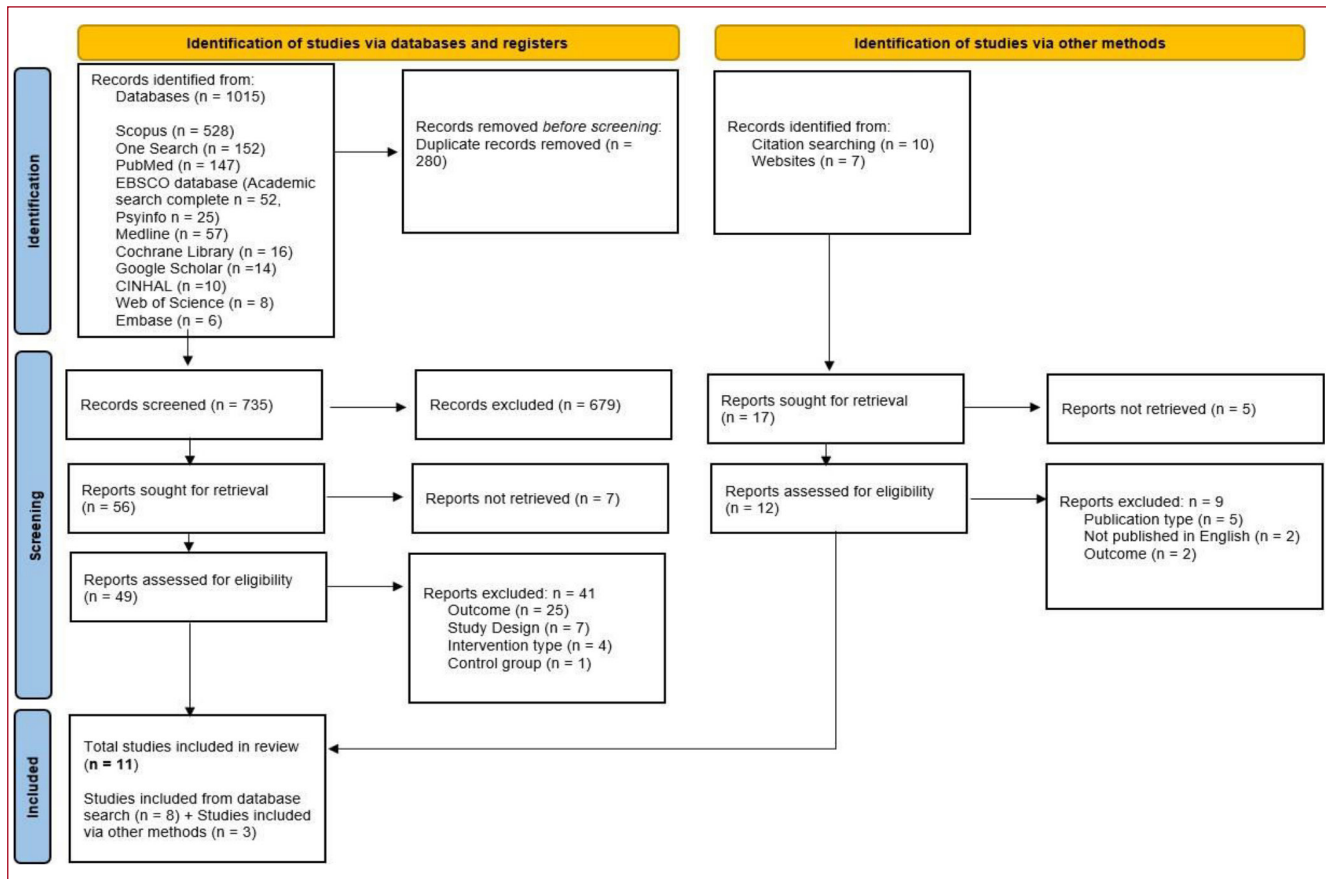 Identification of studies via databases and registers
Identification of studies via other methods
Identification
Records identified from:
Databases (n = 1015)
Scopus (n = 528)
One Search (n = 152)
PubMed (n = 147)
EBSCO database (Academic
search complete n = 52,
Psyinfo n = 25)
Medline (n = 57)
Cochrane Library (n = 16)
Google Scholar (n =14)
CINHAL (n =10)
Web of Science (n = 8)
Embase (n = 6)
Records removed before screening:
Duplicate records removed (n =
280)
Records identified from:
Citation searching (n = 10)
Websites (n = 7)
Screening
Records screened (n = 735)
Records excluded (n = 679)
Reports sought for retrieval
(n = 17)
Reports not retrieved (n = 5)
Reports sought for retrieval
(n = 56)
Reports not retrieved (n = 7)
Reports assessed for eligibility
(n = 12)
Reports excluded: n = 9
Publication type (n = 5)
Not published in English (n = 2)
Outcome (n = 2)
Reports assessed for eligibility
(n = 49)
Reports excluded: n = 41
Outcome (n = 25)
Study Design (n = 7)
Intervention type (n = 4)
Control group (n = 1)
Included
Total studies included in review
(n = 11)
Studies included from database
search (n = 8) + Studies included
via other methods (n = 3)